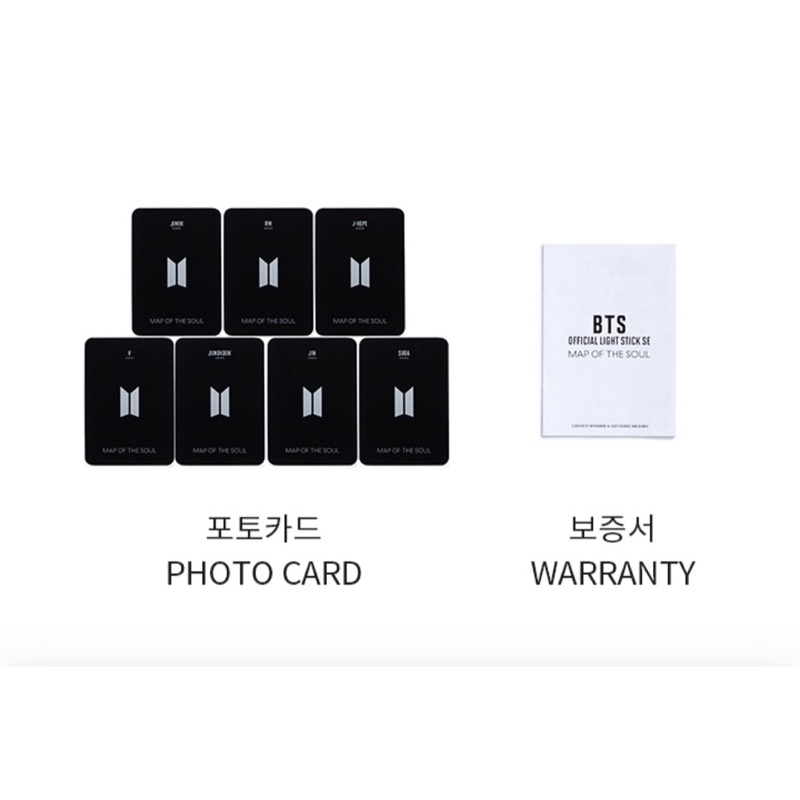 JIMIN
RM
J-HOPE
MAP OF THE SOUL
MAP OF THE SOUL
MAP OF THE SOUL
V
JUNGKOOK
JIN
SUGA
MAP OF THE SOUL
MAP OF THE SOUL
MAP OF THE SOUL
MAP OF THE SOUL
BTS
OFFICIAL LIGHT STICK SE
MAP OF THE SOUL
포토카드
PHOTO CARD
보증서
WARRANTY